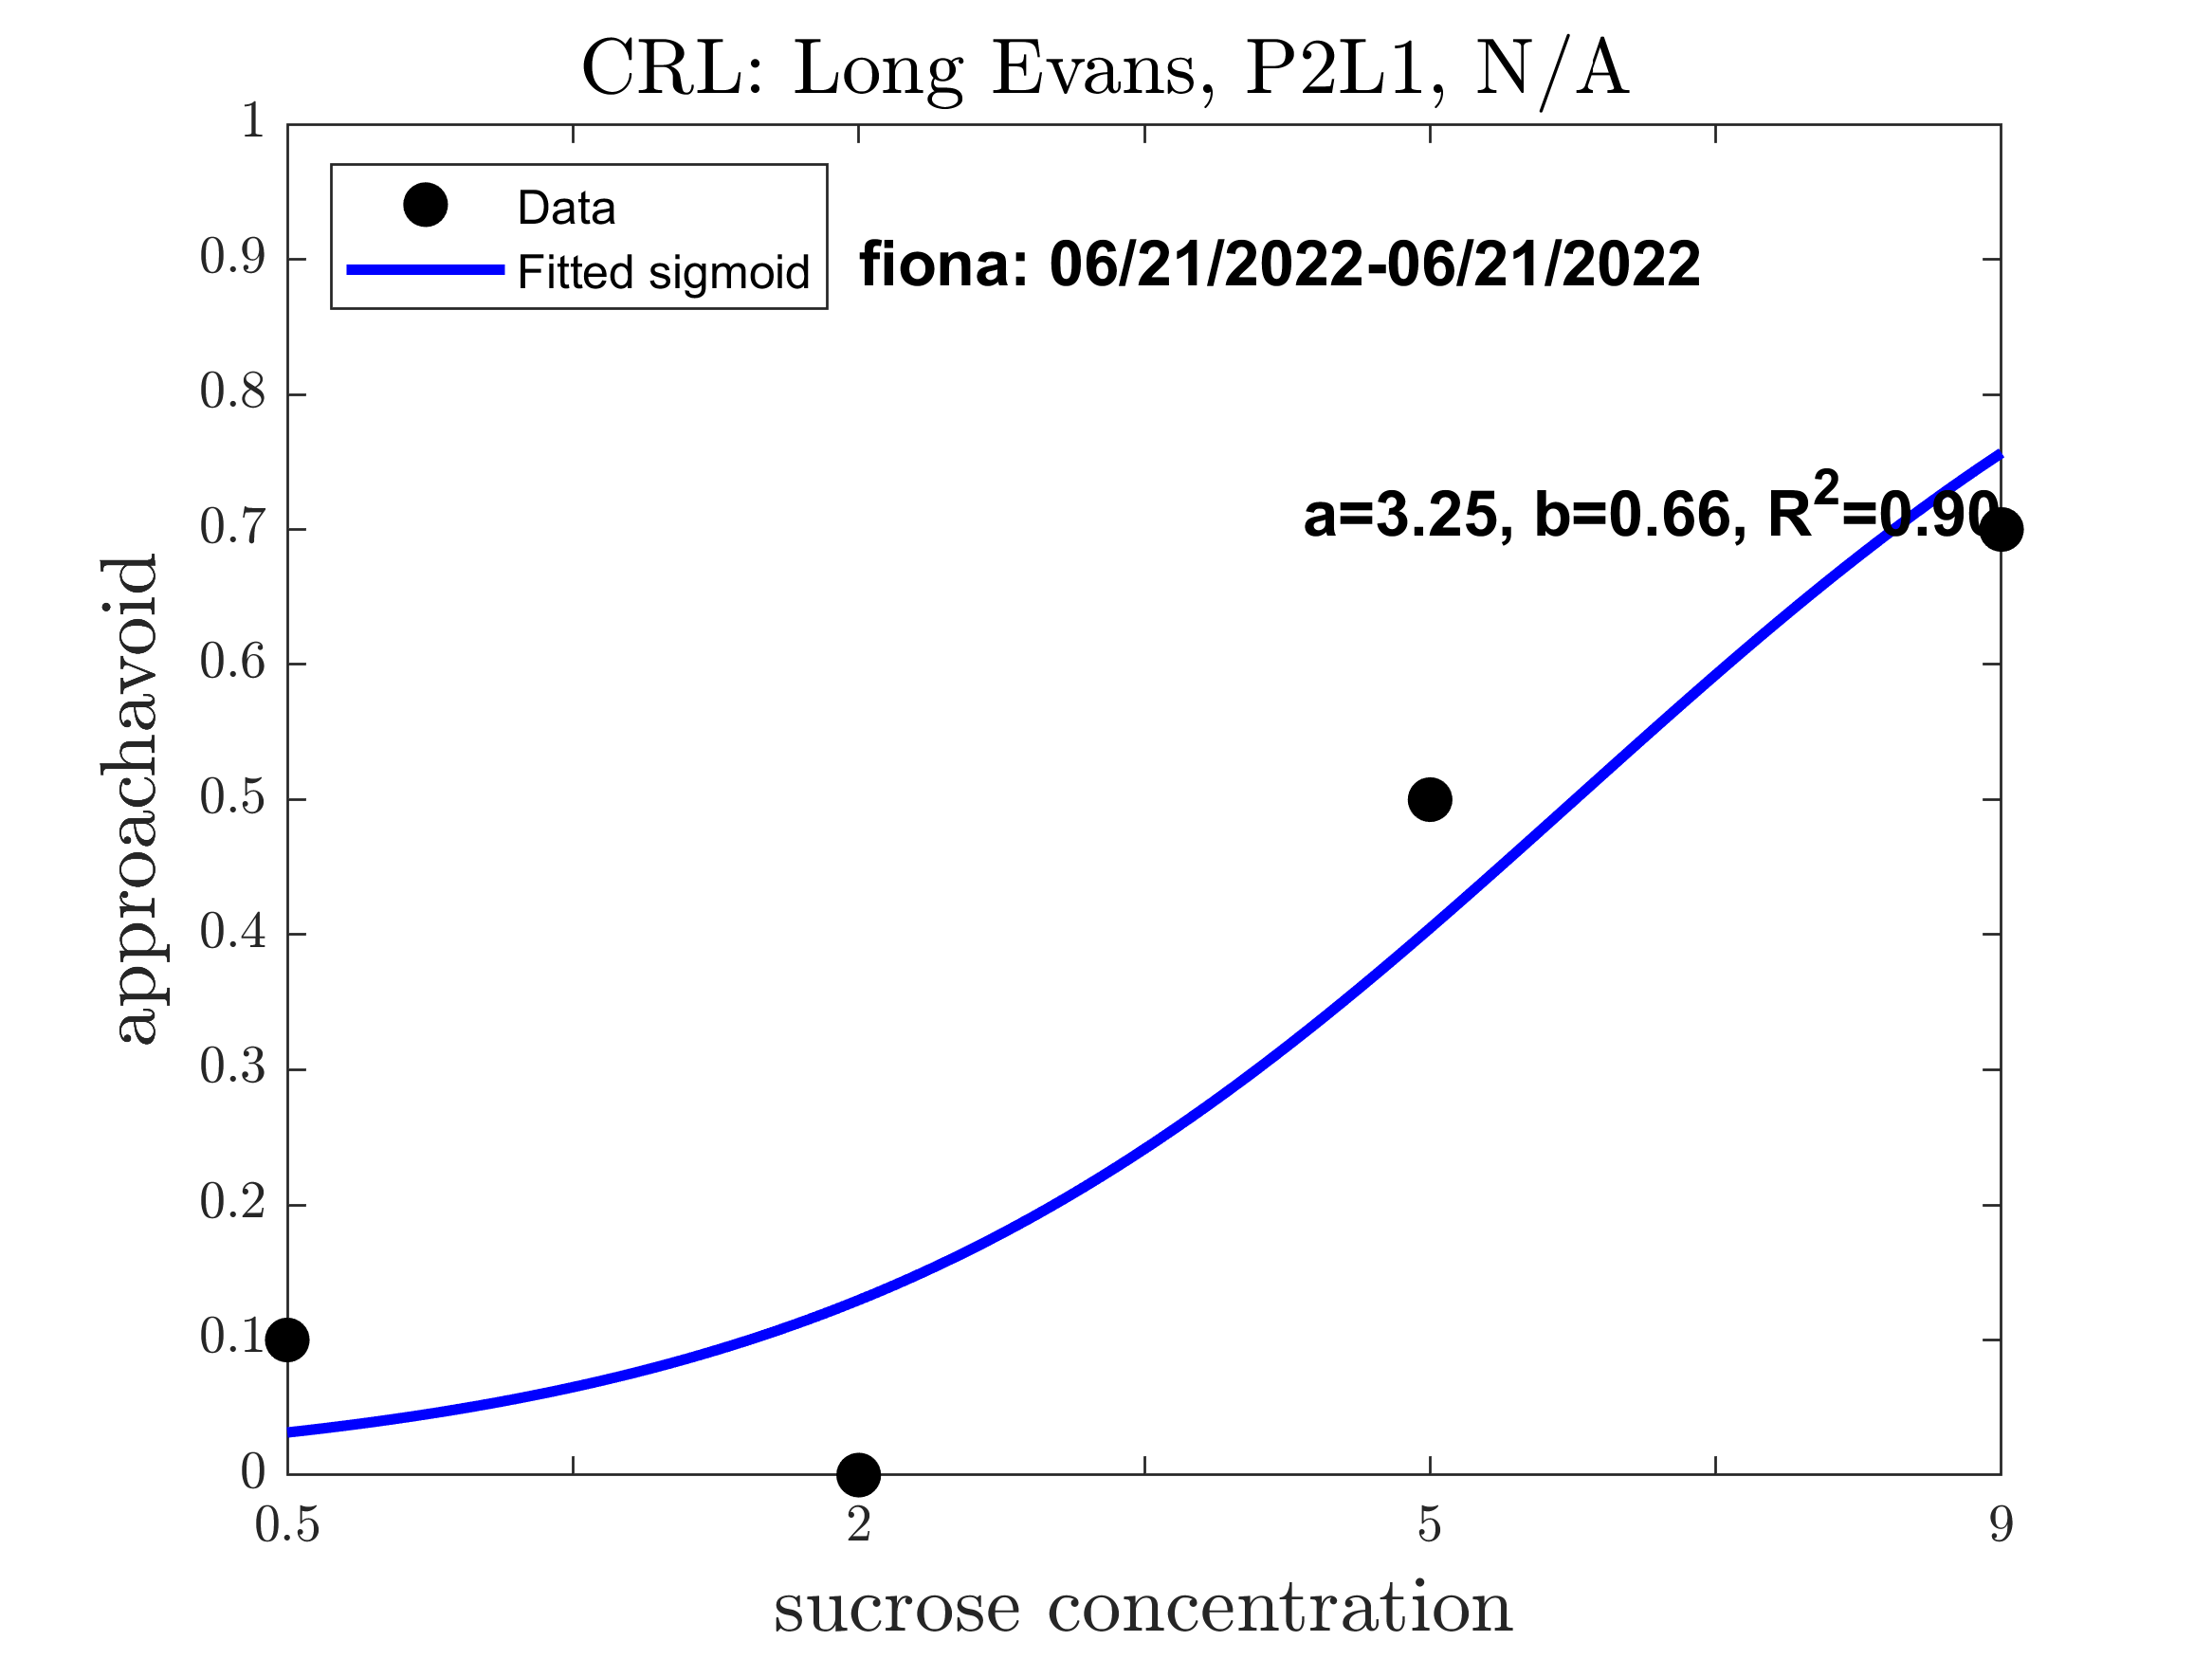 CRL: Long Evans, P2L1, N/A
1
Data
Fitted sigmoid
fiona: 06/21/2022-06/21/2022
0.9
0.8
a=3.25, b=0.66, R²=0.90
0.7
0.6
0.5
0.4
0.3
0.2
0.1
0
approachavoid
0.5 2 5 9
sucrose concentration